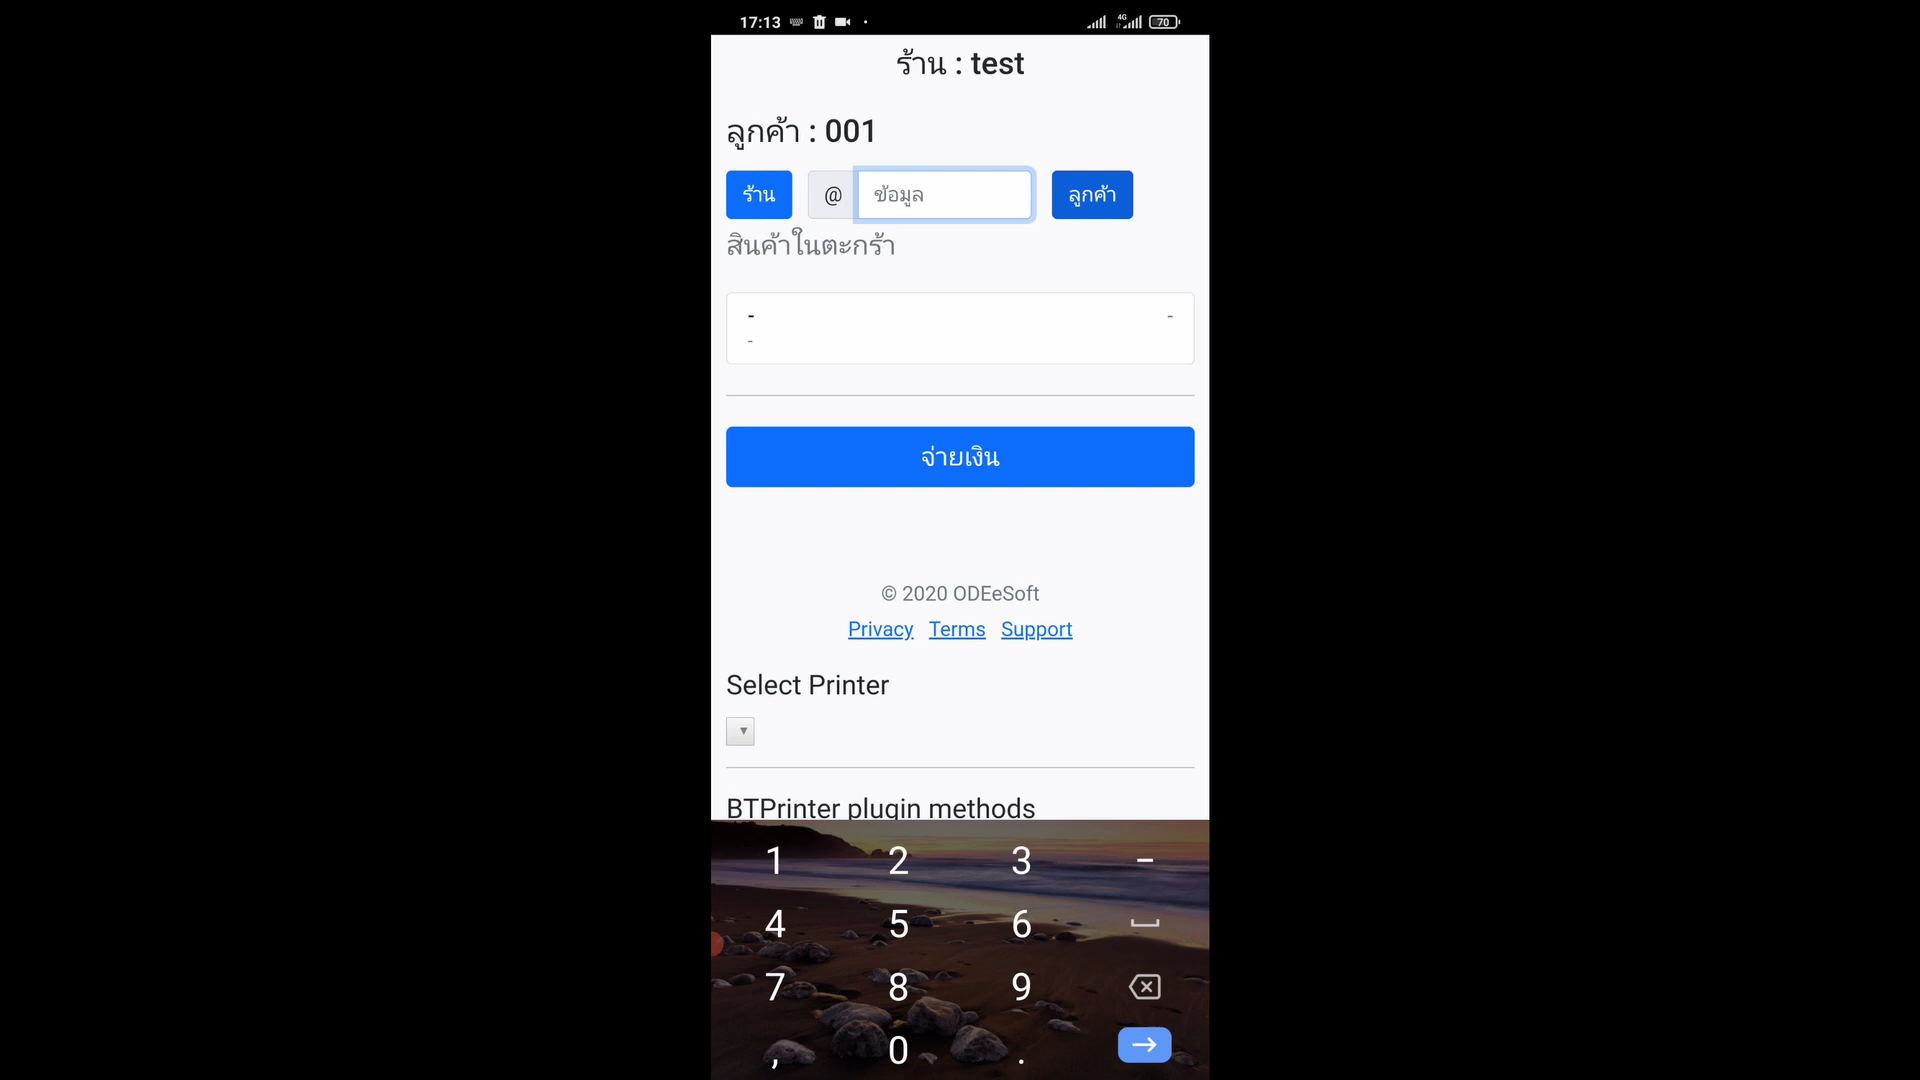 17:13
4G
70
ร้าน : test
ลูกค้า : 001
ร้าน
@
ข้อมูล
ลูกค้า
สินค้าในตะกร้า
- -
-
จ่ายเงิน
© 2020 ODEeSoft
Privacy Terms Support
Select Printer
BTPrinter plugin methods
1 2 3 -
4 5 6
7 8 9
, 0 .